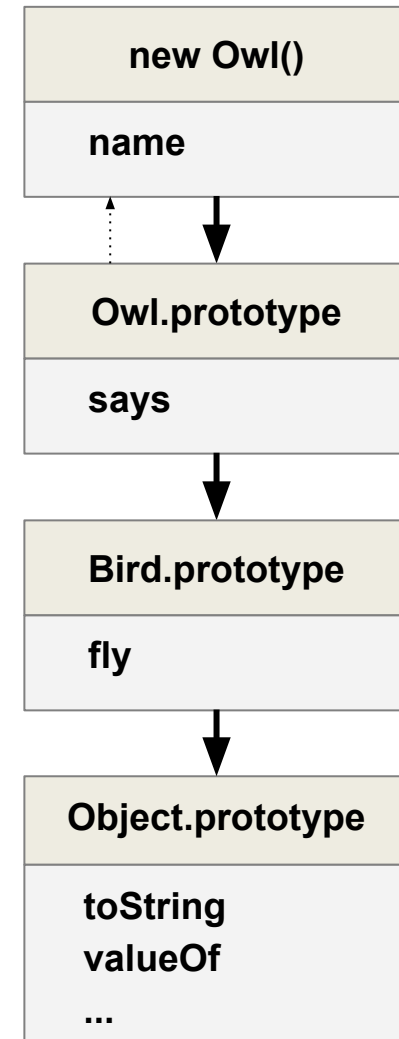 new Owl()
name
Owl.prototype
says
Bird.prototype
fly
Object.prototype
toString
valueOf
...